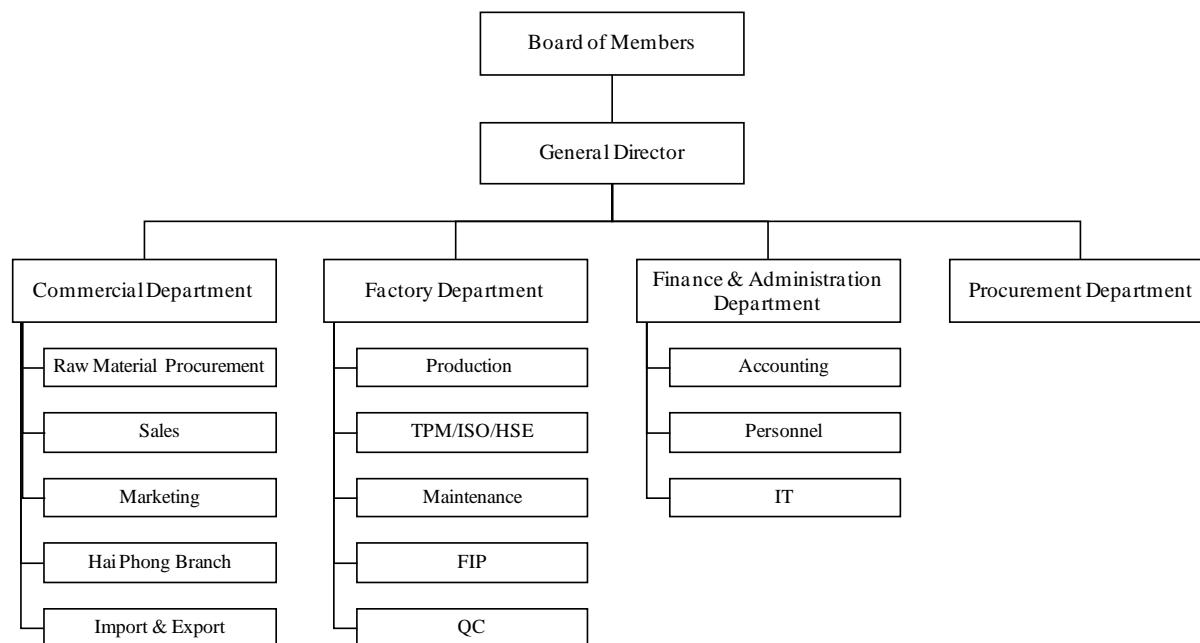 Board of Members
General Director
Commercial Department
Factory Department
Finance & Administration
Department
Procurement Department
Raw Material Procurement
Production
Accounting
Sales
TPM/ISO/HSE
Personnel
Marketing
Maintenance
IT
Hai Phong Branch
FIP
Import & Export
QC